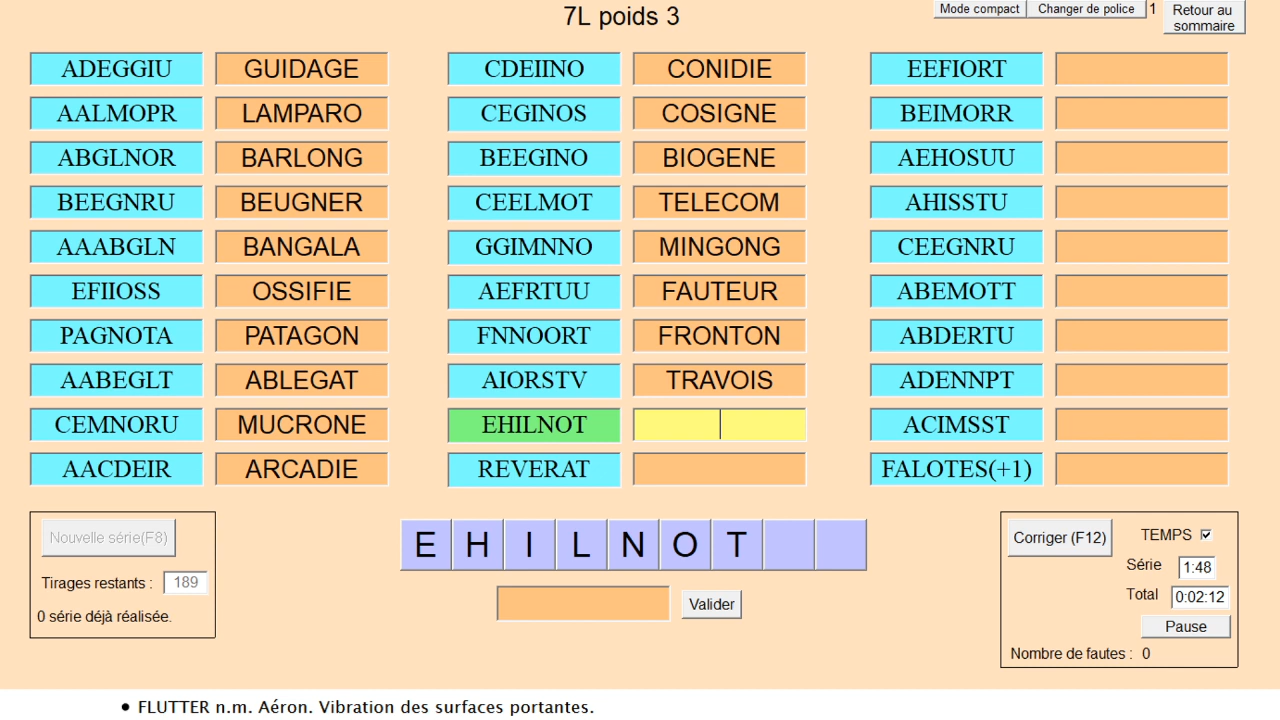 7L poids 3
Mode compact Changer de police 1 Retour au sommaire
ADEGGIU GUIDAGE CDEIINO CONIDIE EEFIORT
AALMOPR LAMPARO CEGINOS COSIGNE BEIMORR
ABGLNOR BARLONG BEEGINO BIOGENE AEHOSUU
BEEGNRU BEUGNER CEELMOT TELECOM AHISSTU
AAABGLN BANGALA GGIMNNO MINGONG CEEGNRU
EFIIOSS OSSIFIE AEFRTUU FAUTEUR ABEMOTT
PAGNOTA PATAGON FNNOORT FRONTON ABDERTU
AABEGLT ABLEGAT AIORSTV TRAVOIS ADENNPT
CEMNORU MUCRONE EHILNOT ACIMSST
AACDEIR ARCADIE REVERAT FALOTES(+1)
Nouvelle série(F8)
Tirages restants : 189
0 série déjà réalisée.
E H I L N O T
Valider
Corriger (F12) TEMPS
Série 1:48
Total 0:02:12
Pause
Nombre de fautes : 0
• FLUTTER n.m. Aéron. Vibration des surfaces portantes.